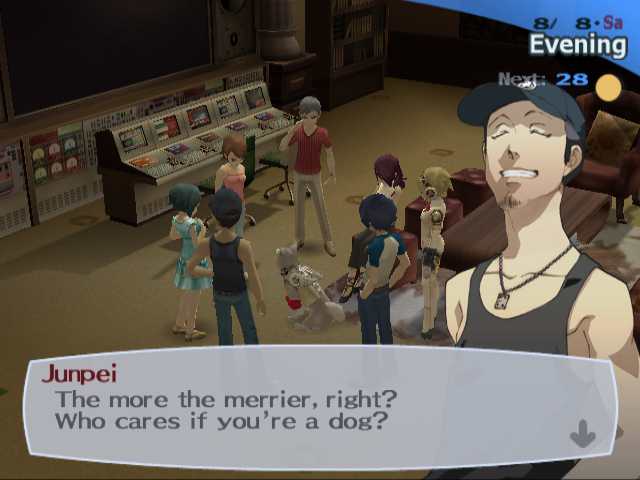 8/ 8・Sa
Evening
Next: 28
Junpei
The more the merrier, right?
Who cares if you're a dog?